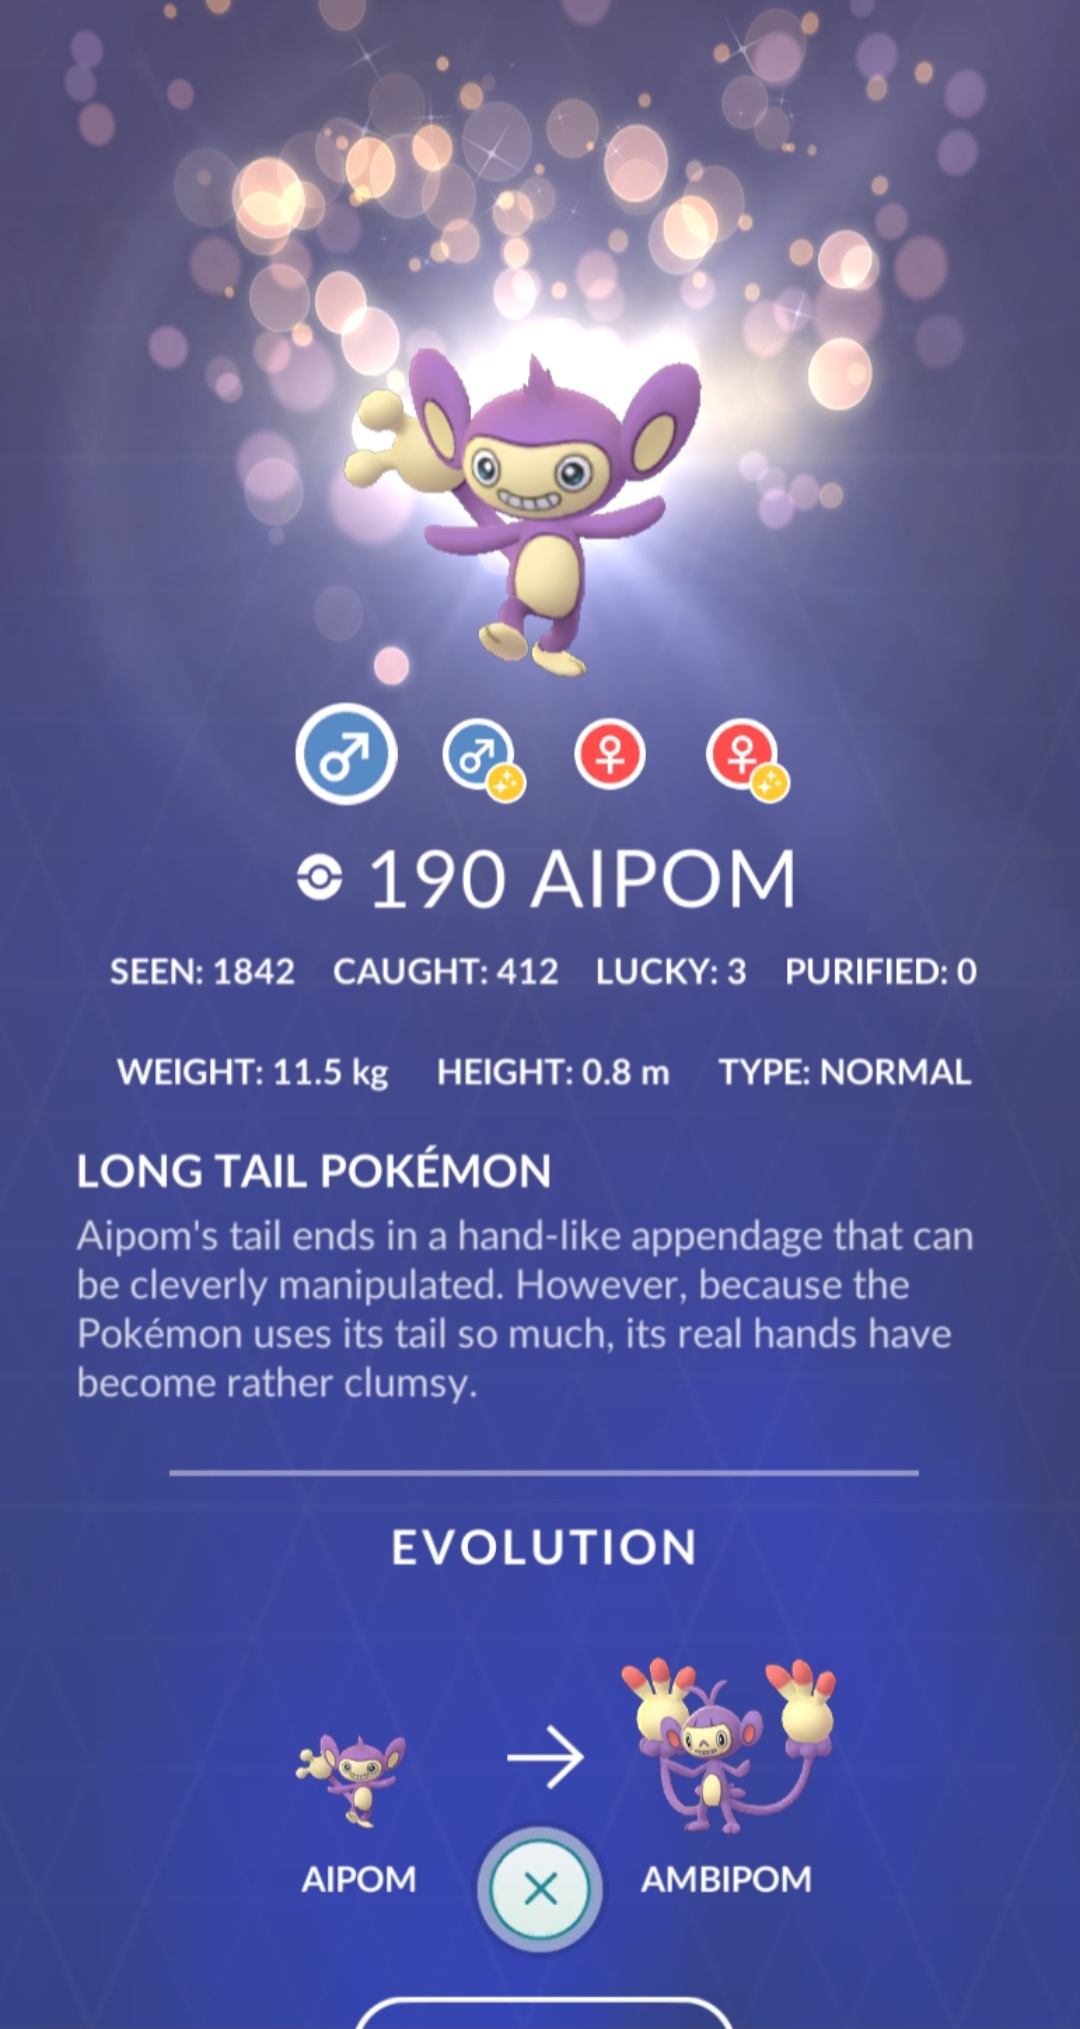 190 AIPOM
SEEN: 1842 CAUGHT: 412 LUCKY: 3 PURIFIED: 0
WEIGHT: 11.5 kg HEIGHT: 0.8 m TYPE: NORMAL
LONG TAIL POKÉMON
Aipom's tail ends in a hand-like appendage that can
be cleverly manipulated. However, because the
Pokémon uses its tail so much, its real hands have
become rather clumsy.
EVOLUTION
AIPOM AMBIPOM